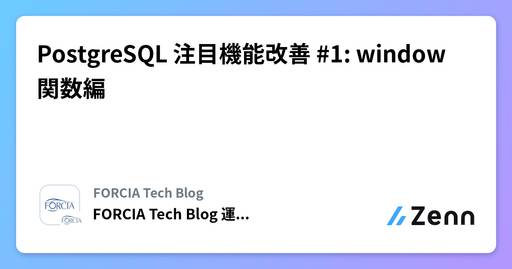 PostgreSQL 注目機能改善 #1: window
関数編
FORCIA
FORCIA
FORCIA Tech Blog
FORCIA Tech Blog 運...
Zenn